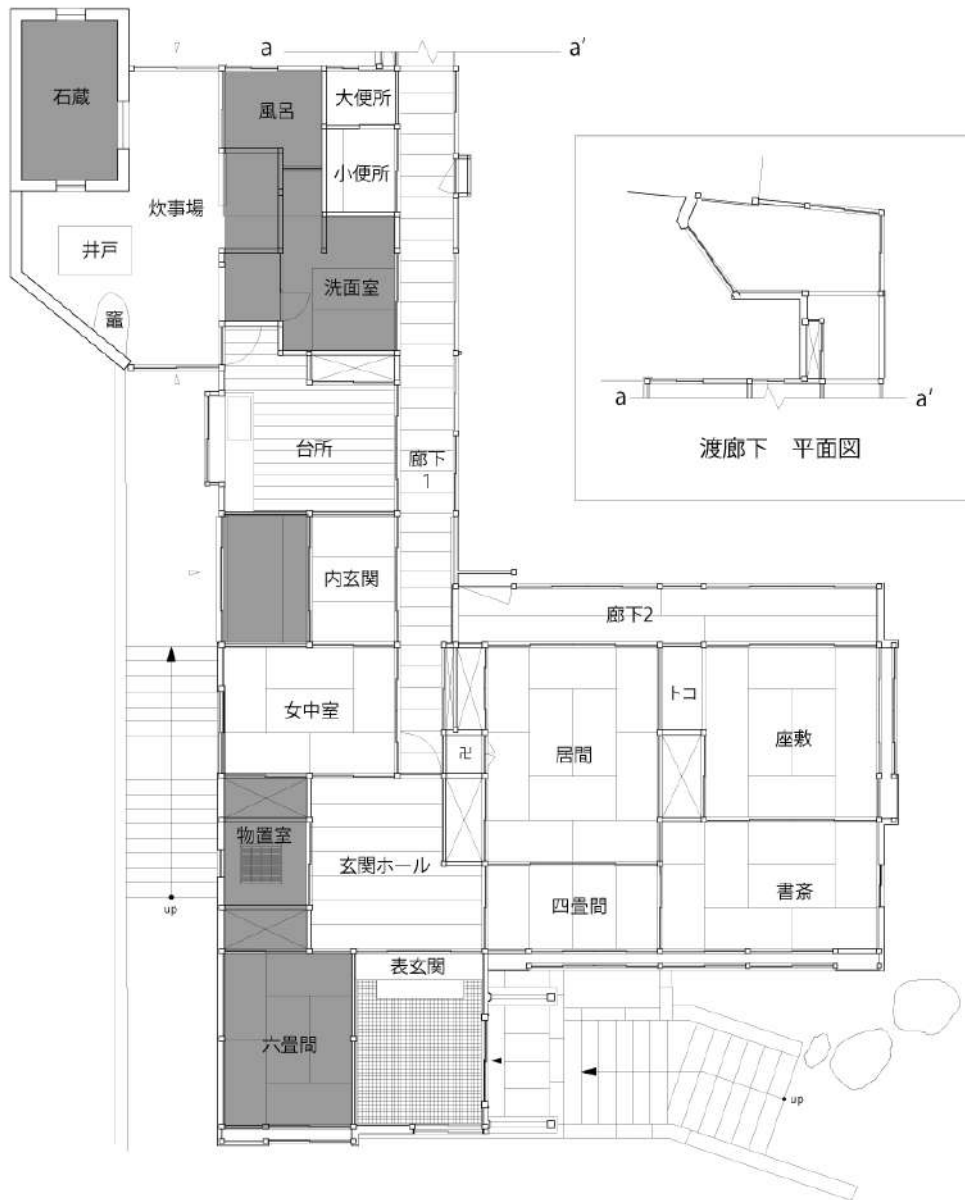 a
a'
石蔵
風呂
大便所
小便所
炊事場
井戸
竈
洗面室
台所
廊下
1
内玄関
女中室
卍
物置室
玄関ホール
up
六畳間
表玄関
廊下2
トコ
居間
座敷
四畳間
書斎
up
a
a'
渡廊下 平面図